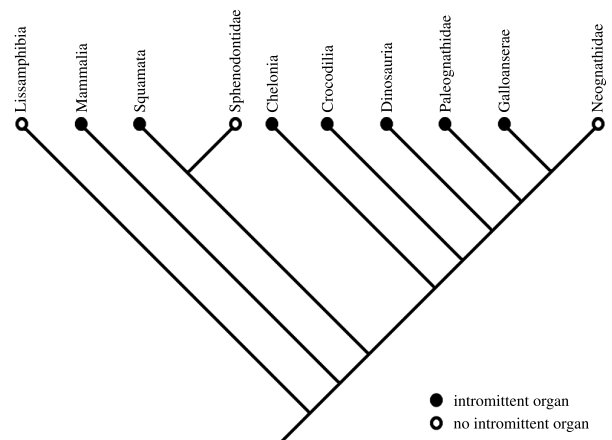 Lissamphibia
Mammalia
Squamata
Sphenodontidae
Chelonia
Crocodilia
Dinosauria
Paleognathidae
Galloanserae
Neognathidae
intromittent organ
no intromittent organ